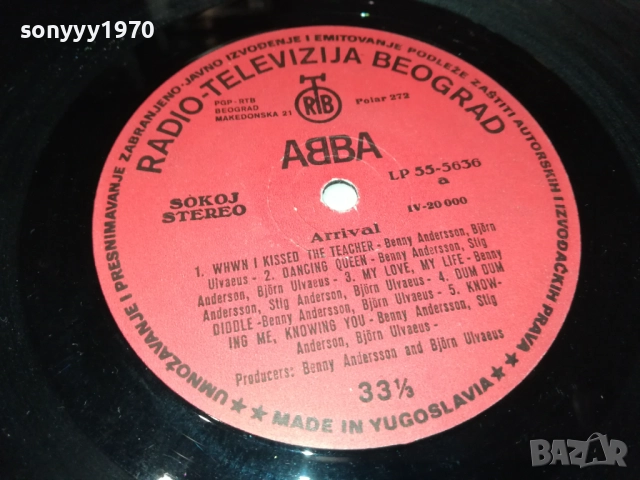 sonyyy1970
UMNOŽAVANJE I PRESNIMAVANJE ZABRANJENO-JAVNO IZVOĐENJE I EMITOVANJE PODLEŽE ZAŠTITI AUTORSKIH I IZVOĐAČKIH PRAVA
RADIO-TELEVIZIJA BEOGRAD
PGP-RTB
BEOGRAD
MAKEDONSKA 21
RTB
Polar 272
ABBA
SOKOJ
STEREO
LP 55-5636
a
IV-20 000
Arrival
1. WHWN I KISSED THE TEACHER-Benny Andersson, Björn
Ulvaeus - 2. DANCING QUEEN-Benny Andersson, Stig
Anderson, Björn Ulvaeus - 3. MY LOVE, MY LIFE-Benny
Andersson, Stig Anderson, Björn Ulvaeus - 4. DUM DUM
DIDDLE-Benny Andersson, Björn Ulvaeus - 5. KNOW-
ING ME, KNOWING YOU-Benny Andersson, Stig
Anderson, Björn Ulvaeus-
Producers: Benny Andersson and Björn Ulvaeus
33⅓
★★ MADE IN YUGOSLAVIA ★★
BAZAR